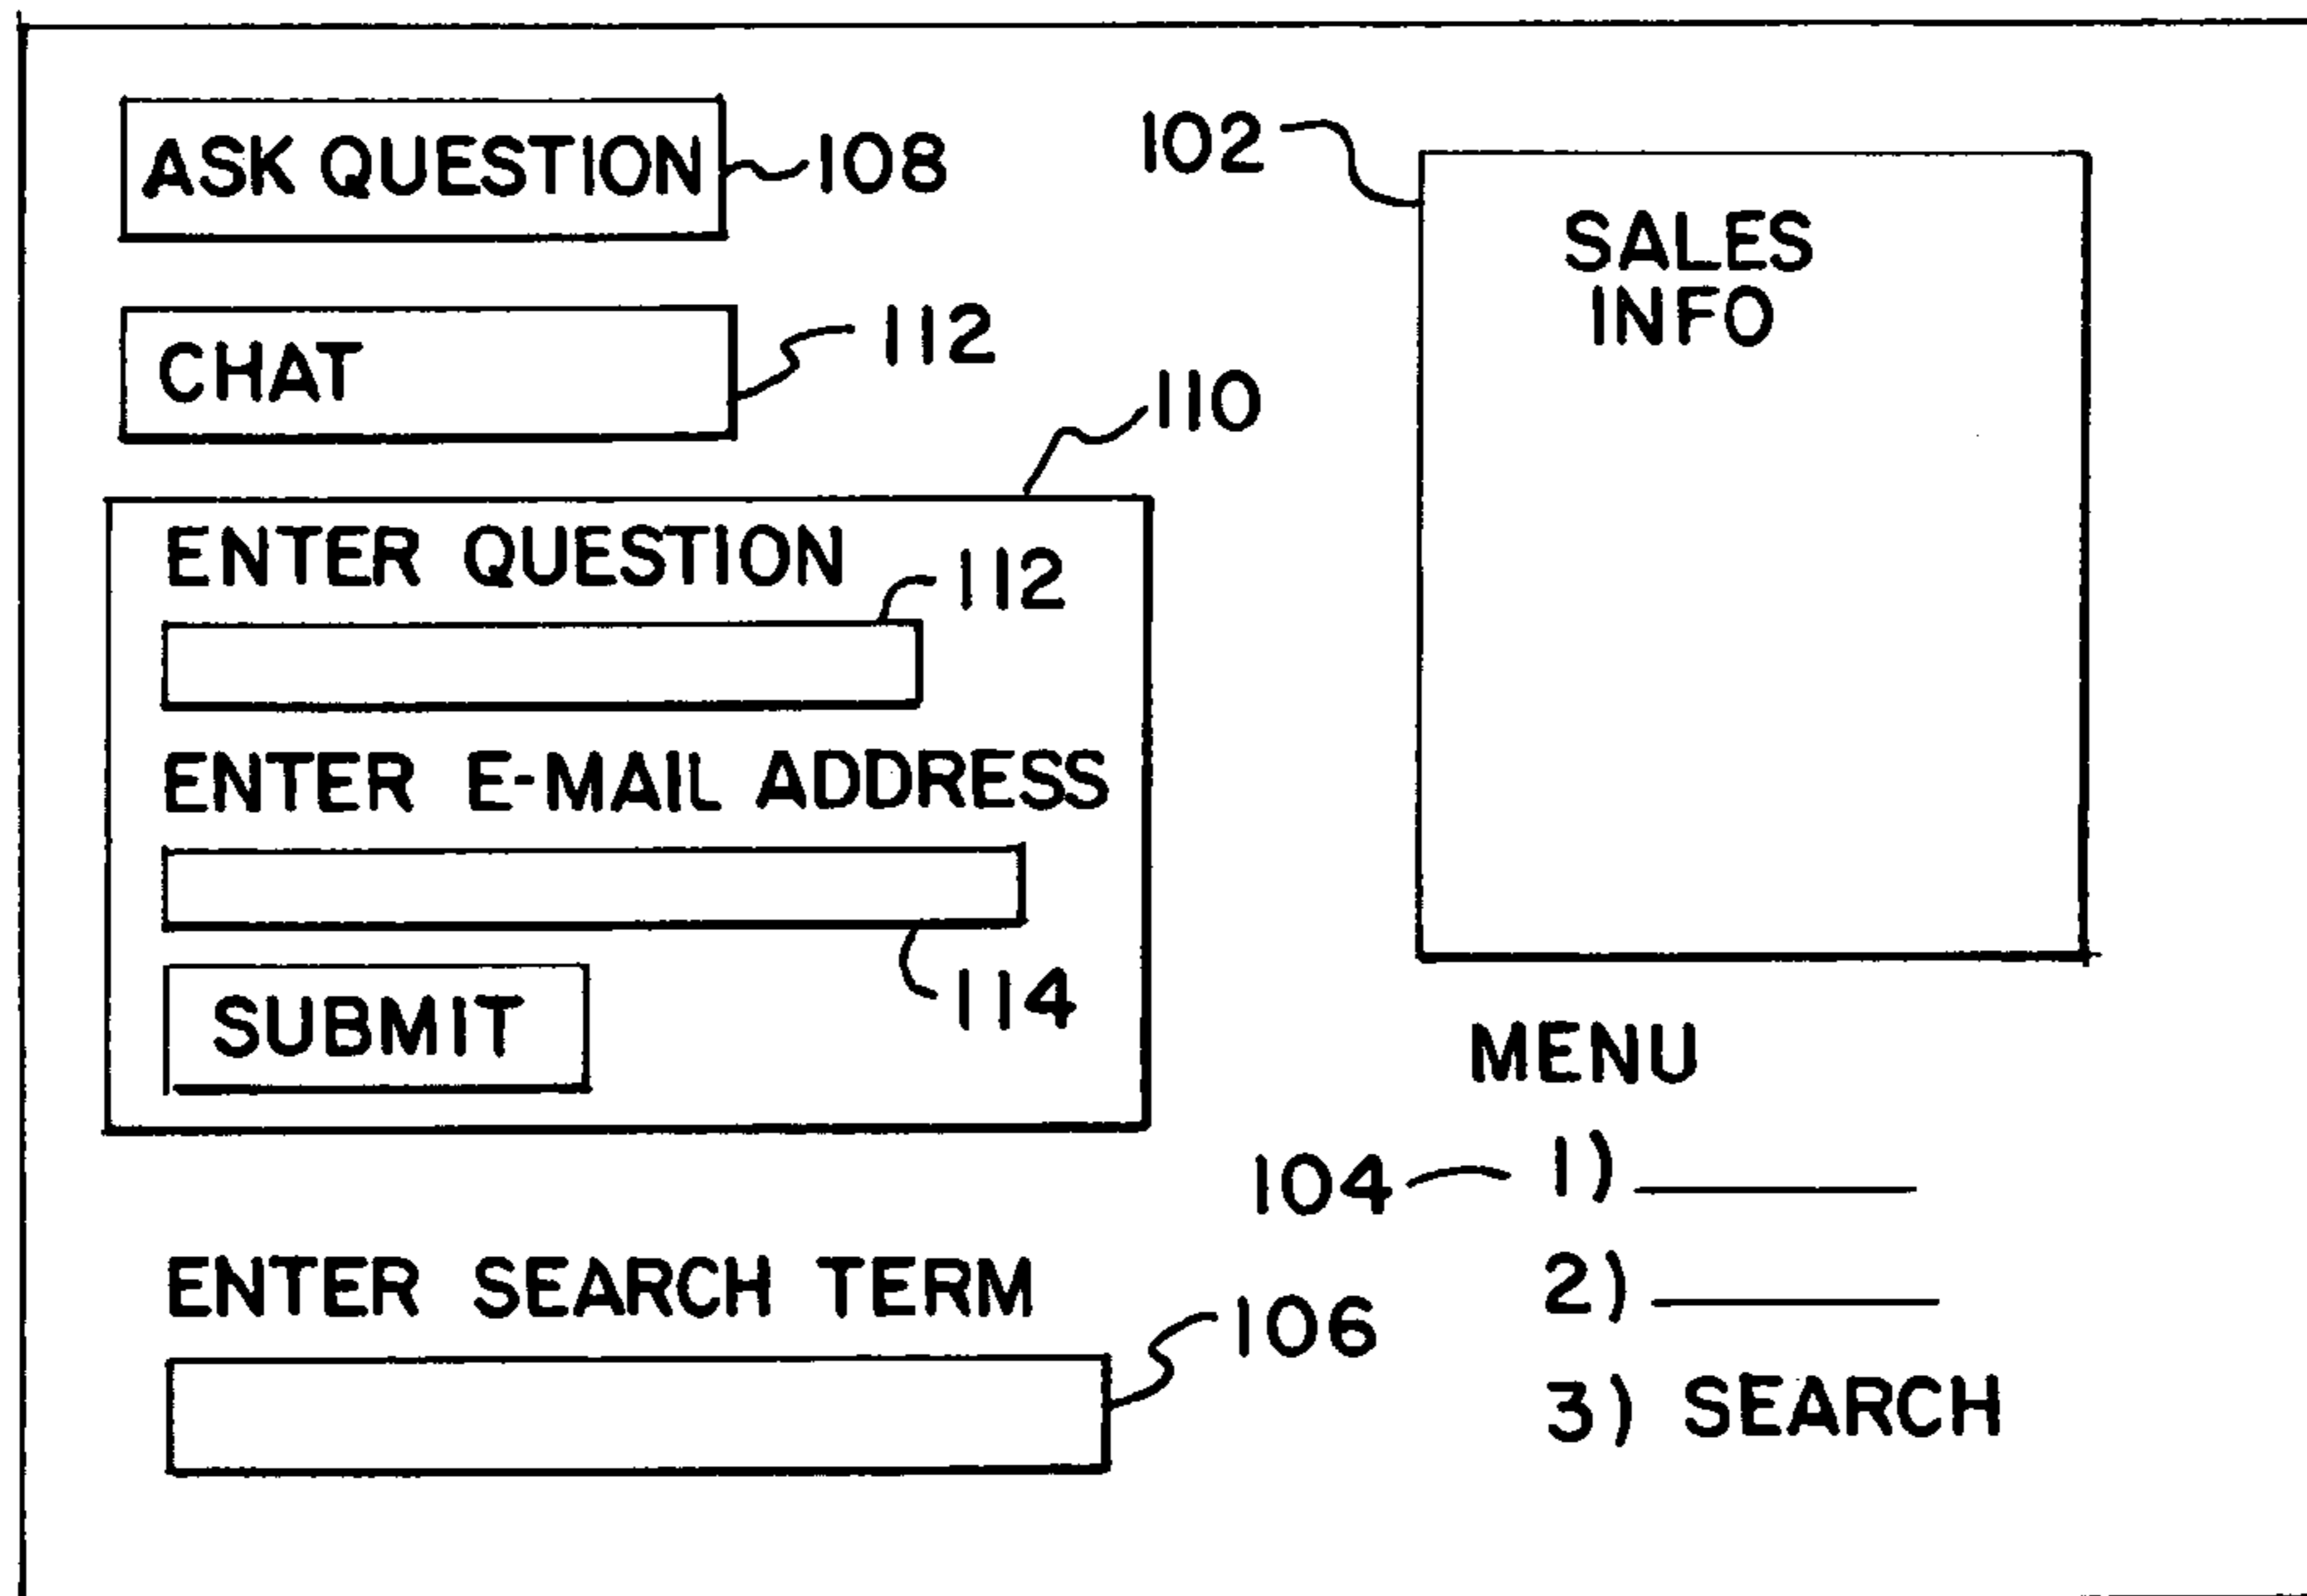 ASK QUESTION 108
CHAT 112
110
ENTER QUESTION
112
ENTER E-MAIL ADDRESS
114
SUBMIT
ENTER SEARCH TERM
106
102
SALES
INFO
MENU
104 1)
2)
3) SEARCH